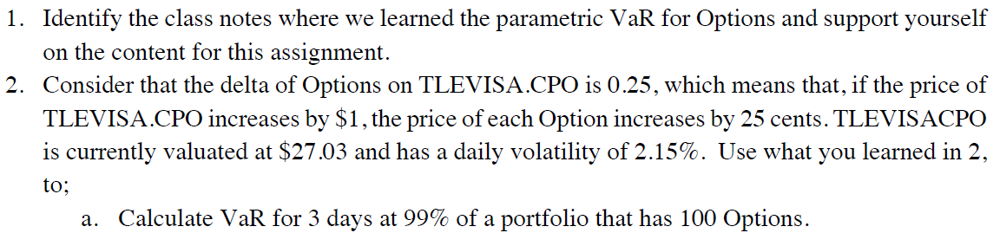 1. Identify the class notes where we learned the parametric VaR for Options and support yourself
on the content for this assignment.
2. Consider that the delta of Options on TLEVISA.CPO is 0.25, which means that, if the price of
TLEVISA.CPO increases by $1, the price of each Option increases by 25 cents. TLEVISACPO
is currently valuated at $27.03 and has a daily volatility of 2.15%. Use what you learned in 2,
to;
a. Calculate VaR for 3 days at 99% of a portfolio that has 100 Options.